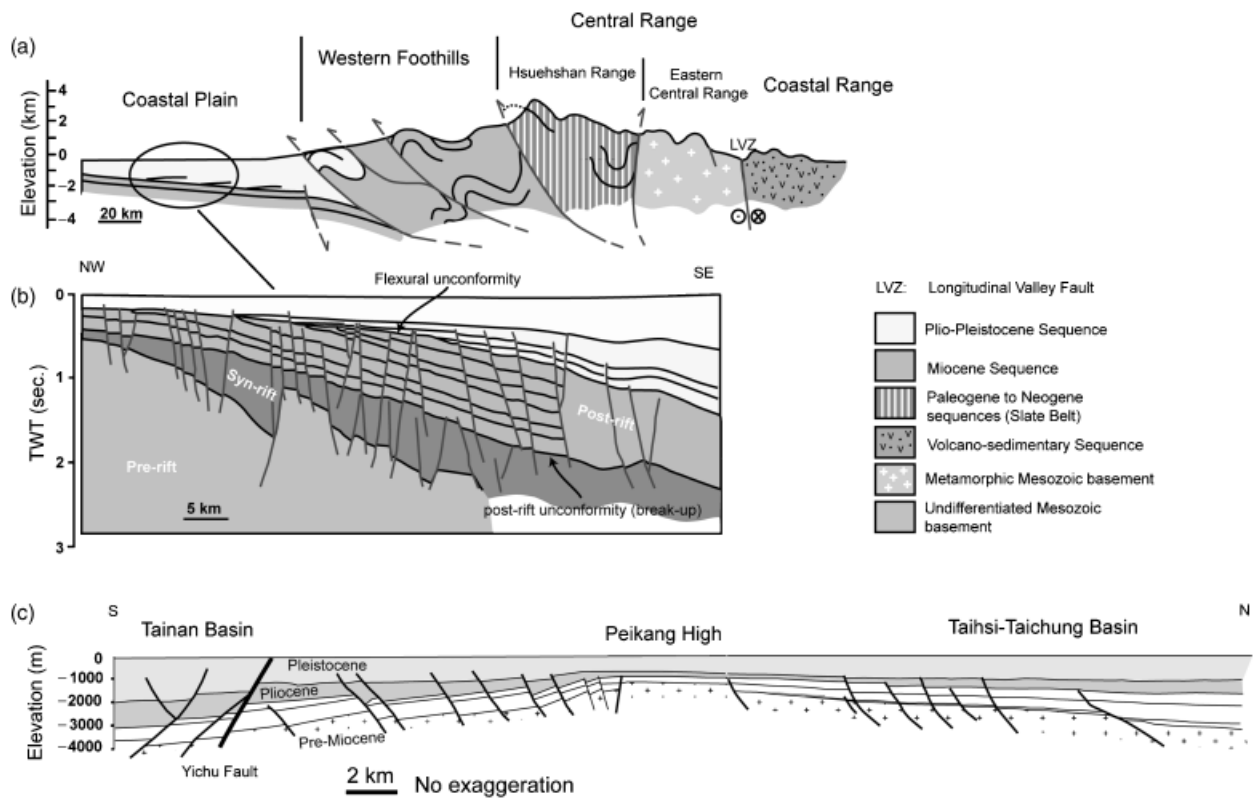 (a)
Central Range
Western Foothills
Hsuehshan Range
Eastern
Central Range
Coastal Range
Coastal Plain
LVZ
Elevation (km)
4
2
0
−2
−4
20 km
(b)
NW
SE
Flexural unconformity
TWT (sec.)
0
1
2
3
Syn-rift
Post-rift
Pre-rift
5 km
post-rift unconformity (break-up)
LVZ: Longitudinal Valley Fault
Plio-Pleistocene Sequence
Miocene Sequence
Paleogene to Neogene
sequences (Slate Belt)
Volcano-sedimentary Sequence
Metamorphic Mesozoic basement
Undifferentiated Mesozoic
basement
(c)
S
N
Tainan Basin
Peikang High
Taihsi-Taichung Basin
Elevation (m)
0
−1000
−2000
−3000
−4000
Pleistocene
Pliocene
Pre-Miocene
Yichu Fault
2 km
No exaggeration